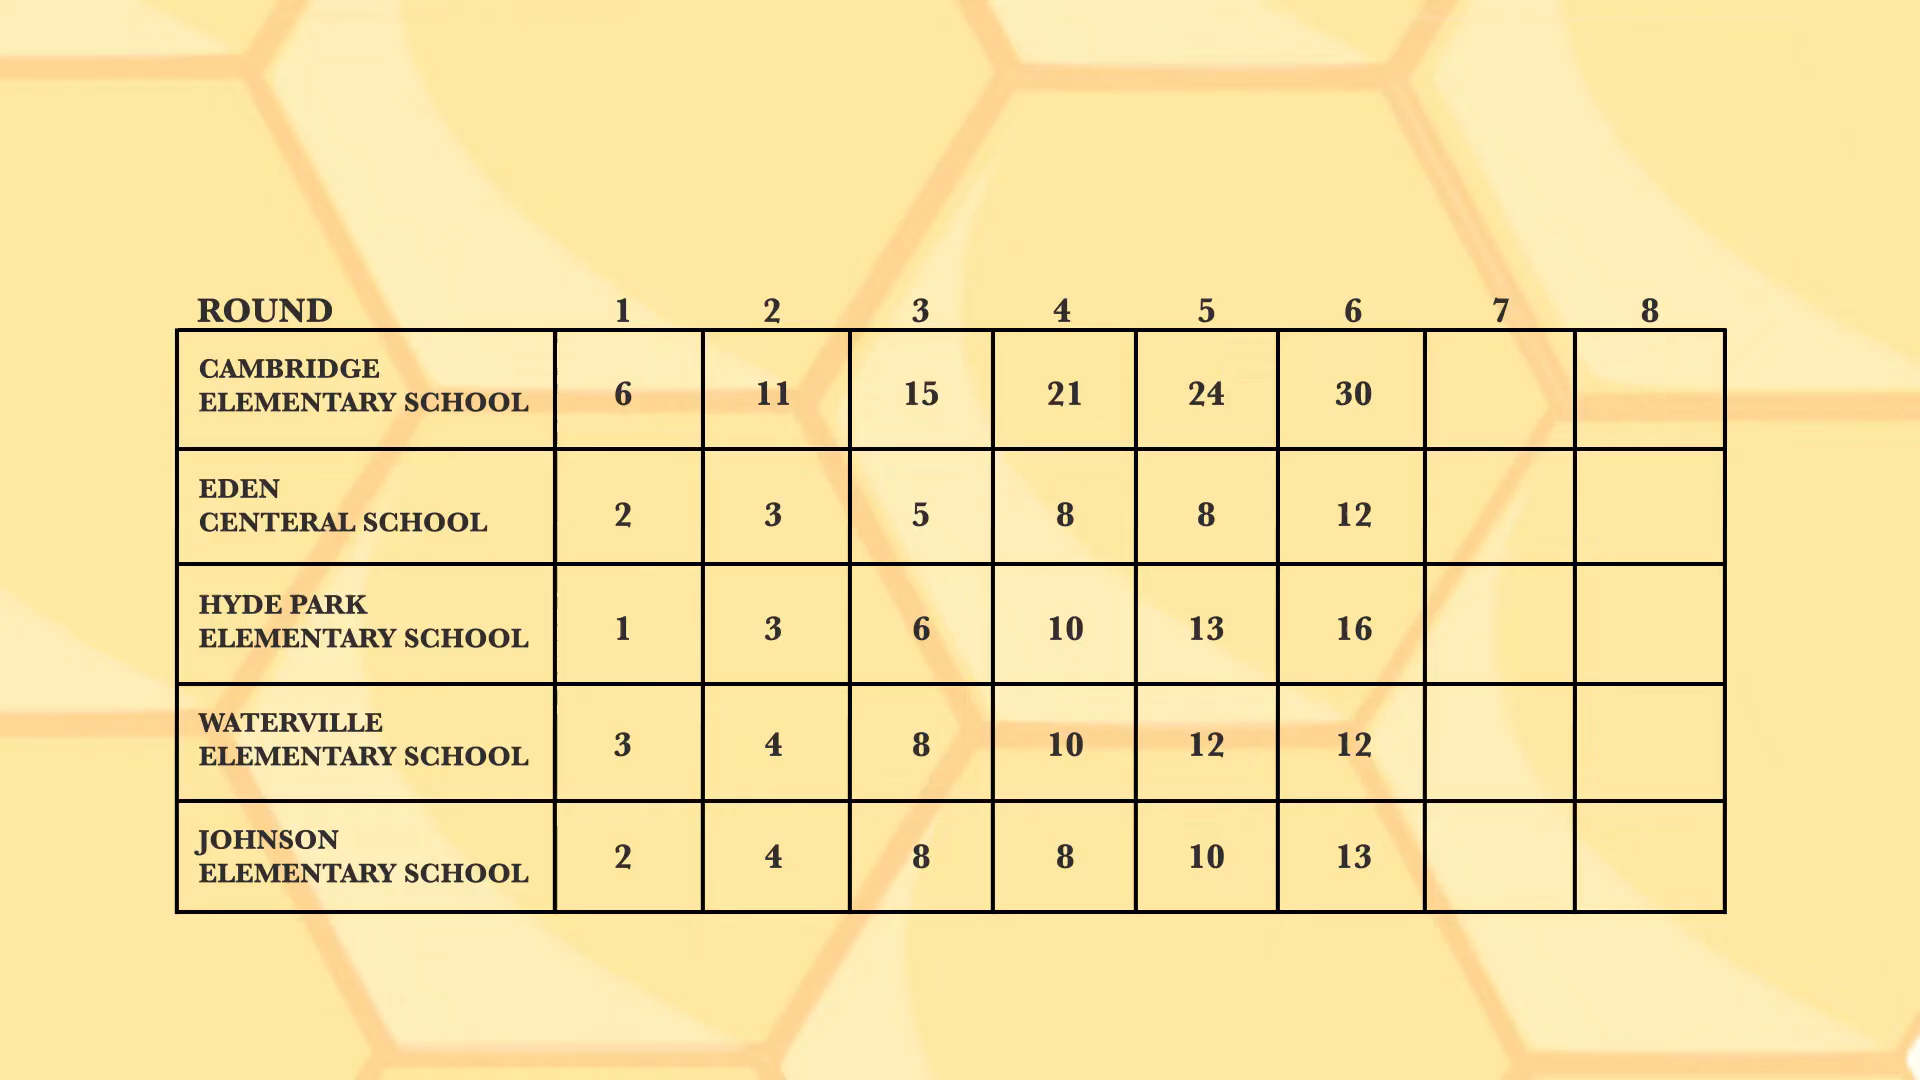 ROUND 1 2 3 4 5 6 7 8
CAMBRIDGE
ELEMENTARY SCHOOL 6 11 15 21 24 30
EDEN
CENTERAL SCHOOL 2 3 5 8 8 12
HYDE PARK
ELEMENTARY SCHOOL 1 3 6 10 13 16
WATERVILLE
ELEMENTARY SCHOOL 3 4 8 10 12 12
JOHNSON
ELEMENTARY SCHOOL 2 4 8 8 10 13